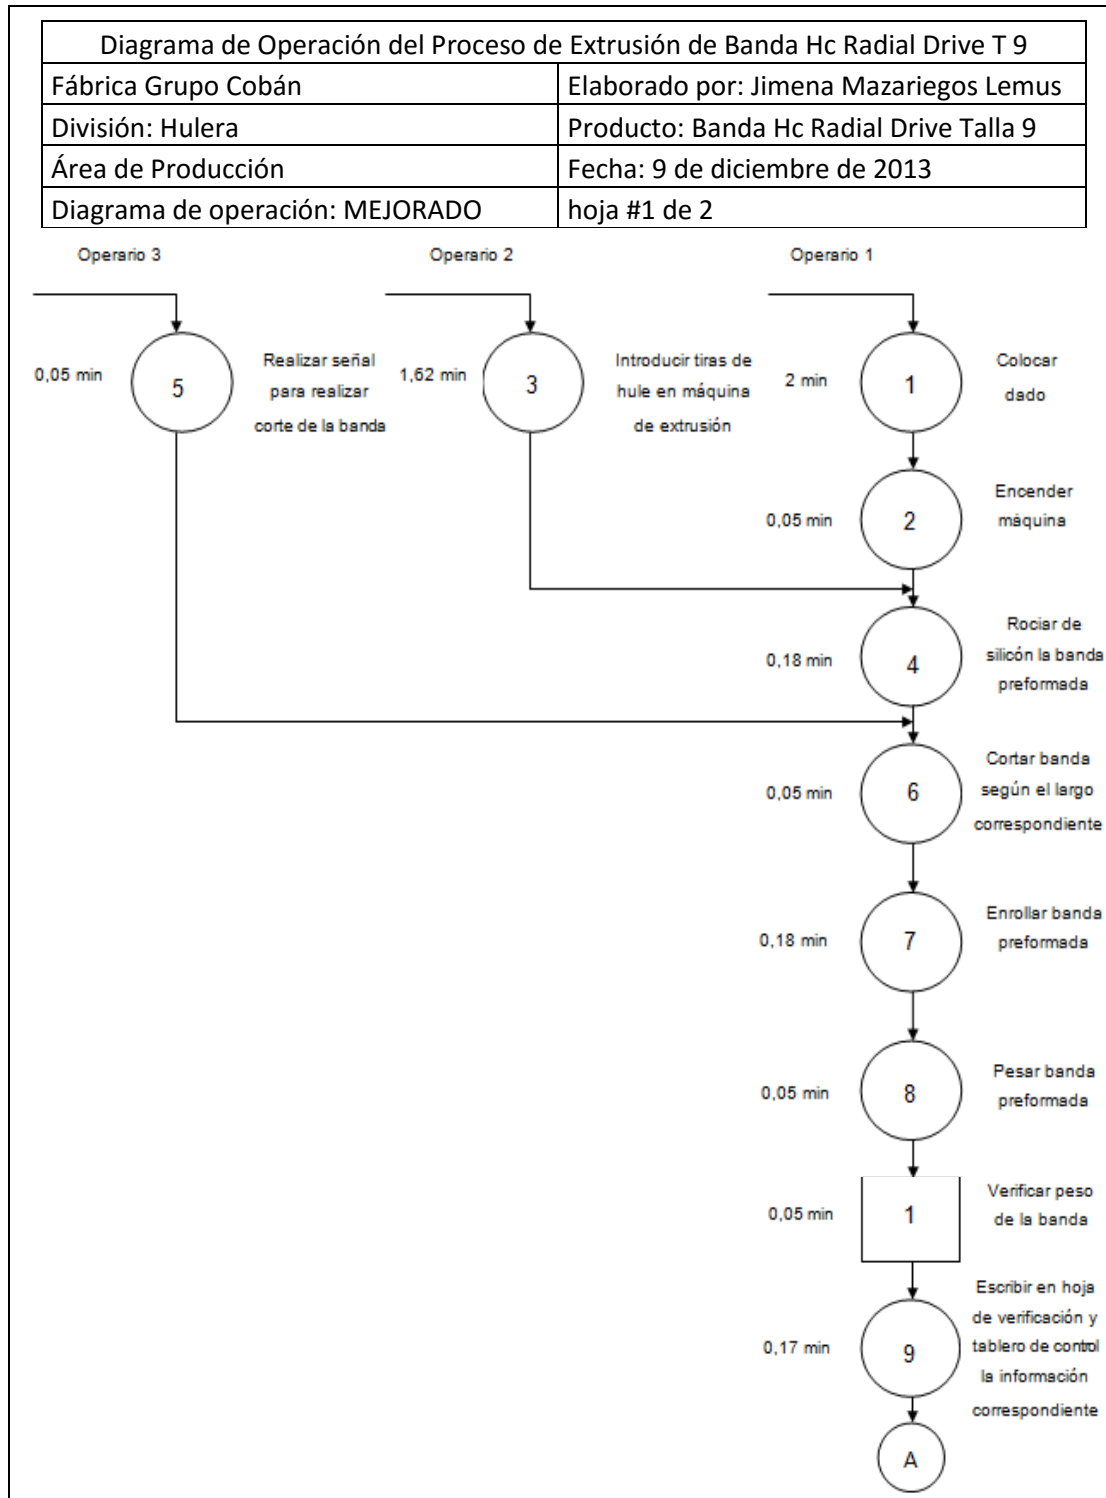 Diagrama de Operación del Proceso de Extrusión de Banda Hc Radial Drive T 9
Fábrica Grupo Cobán
Elaborado por: Jimena Mazariegos Lemus
División: Hulera
Producto: Banda Hc Radial Drive Talla 9
Área de Producción
Fecha: 9 de diciembre de 2013
Diagrama de operación: MEJORADO
hoja #1 de 2
Operario 3
Operario 2
Operario 1
0,05 min
5
Realizar señal
para realizar
corte de la banda
1,62 min
3
Introducir tiras de
hule en máquina
de extrusión
2 min
1
Colocar
dado
0,05 min
2
Encender
máquina
0,18 min
4
Rociar de
silicón la banda
preformada
0,05 min
6
Cortar banda
según el largo
correspondiente
0,18 min
7
Enrollar banda
preformada
0,05 min
8
Pesar banda
preformada
0,05 min
1
Verificar peso
de la banda
0,17 min
9
Escribir en hoja
de verificación y
tablero de control
la información
correspondiente
A